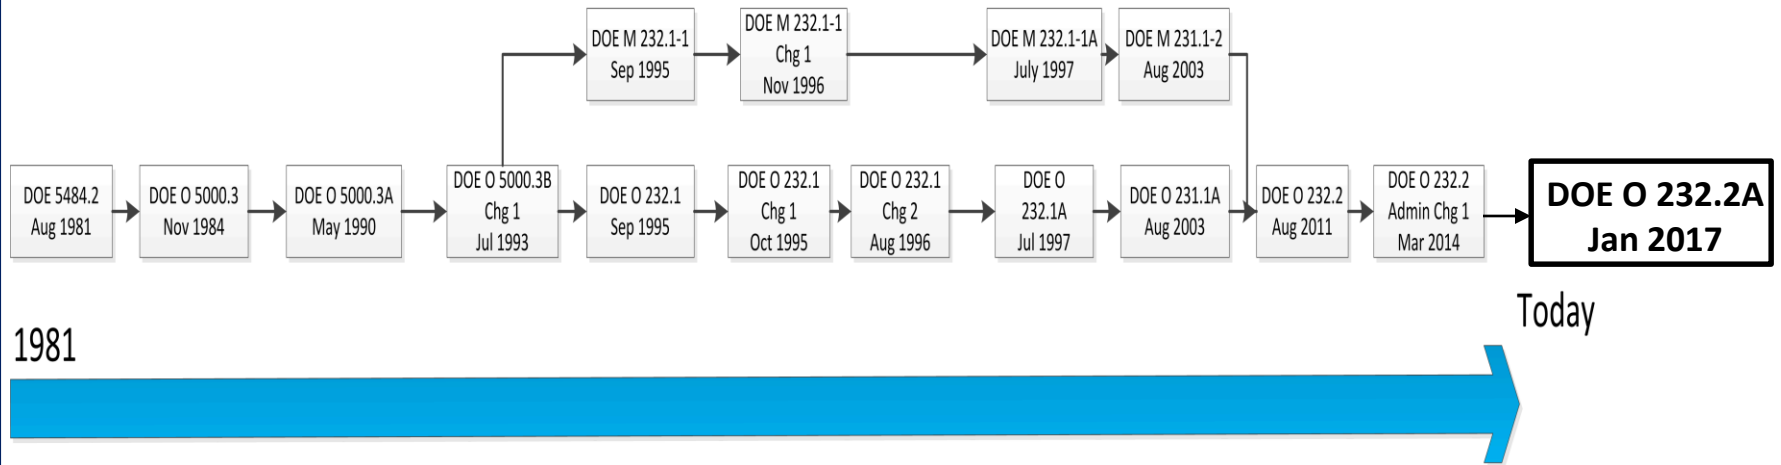 DOE M 232.1-1
Sep 1995
DOE M 232.1-1
Chg 1
Nov 1996
DOE M 232.1-1A
July 1997
DOE M 231.1-2
Aug 2003
DOE 5484.2
Aug 1981
DOE O 5000.3
Nov 1984
DOE O 5000.3A
May 1990
DOE O 5000.3B
Chg 1
Jul 1993
DOE O 232.1
Sep 1995
DOE O 232.1
Chg 1
Oct 1995
DOE O 232.1
Chg 2
Aug 1996
DOE O
232.1A
Jul 1997
DOE O 231.1A
Aug 2003
DOE O 232.2
Aug 2011
DOE O 232.2
Admin Chg 1
Mar 2014
DOE O 232.2A
Jan 2017
Today
1981